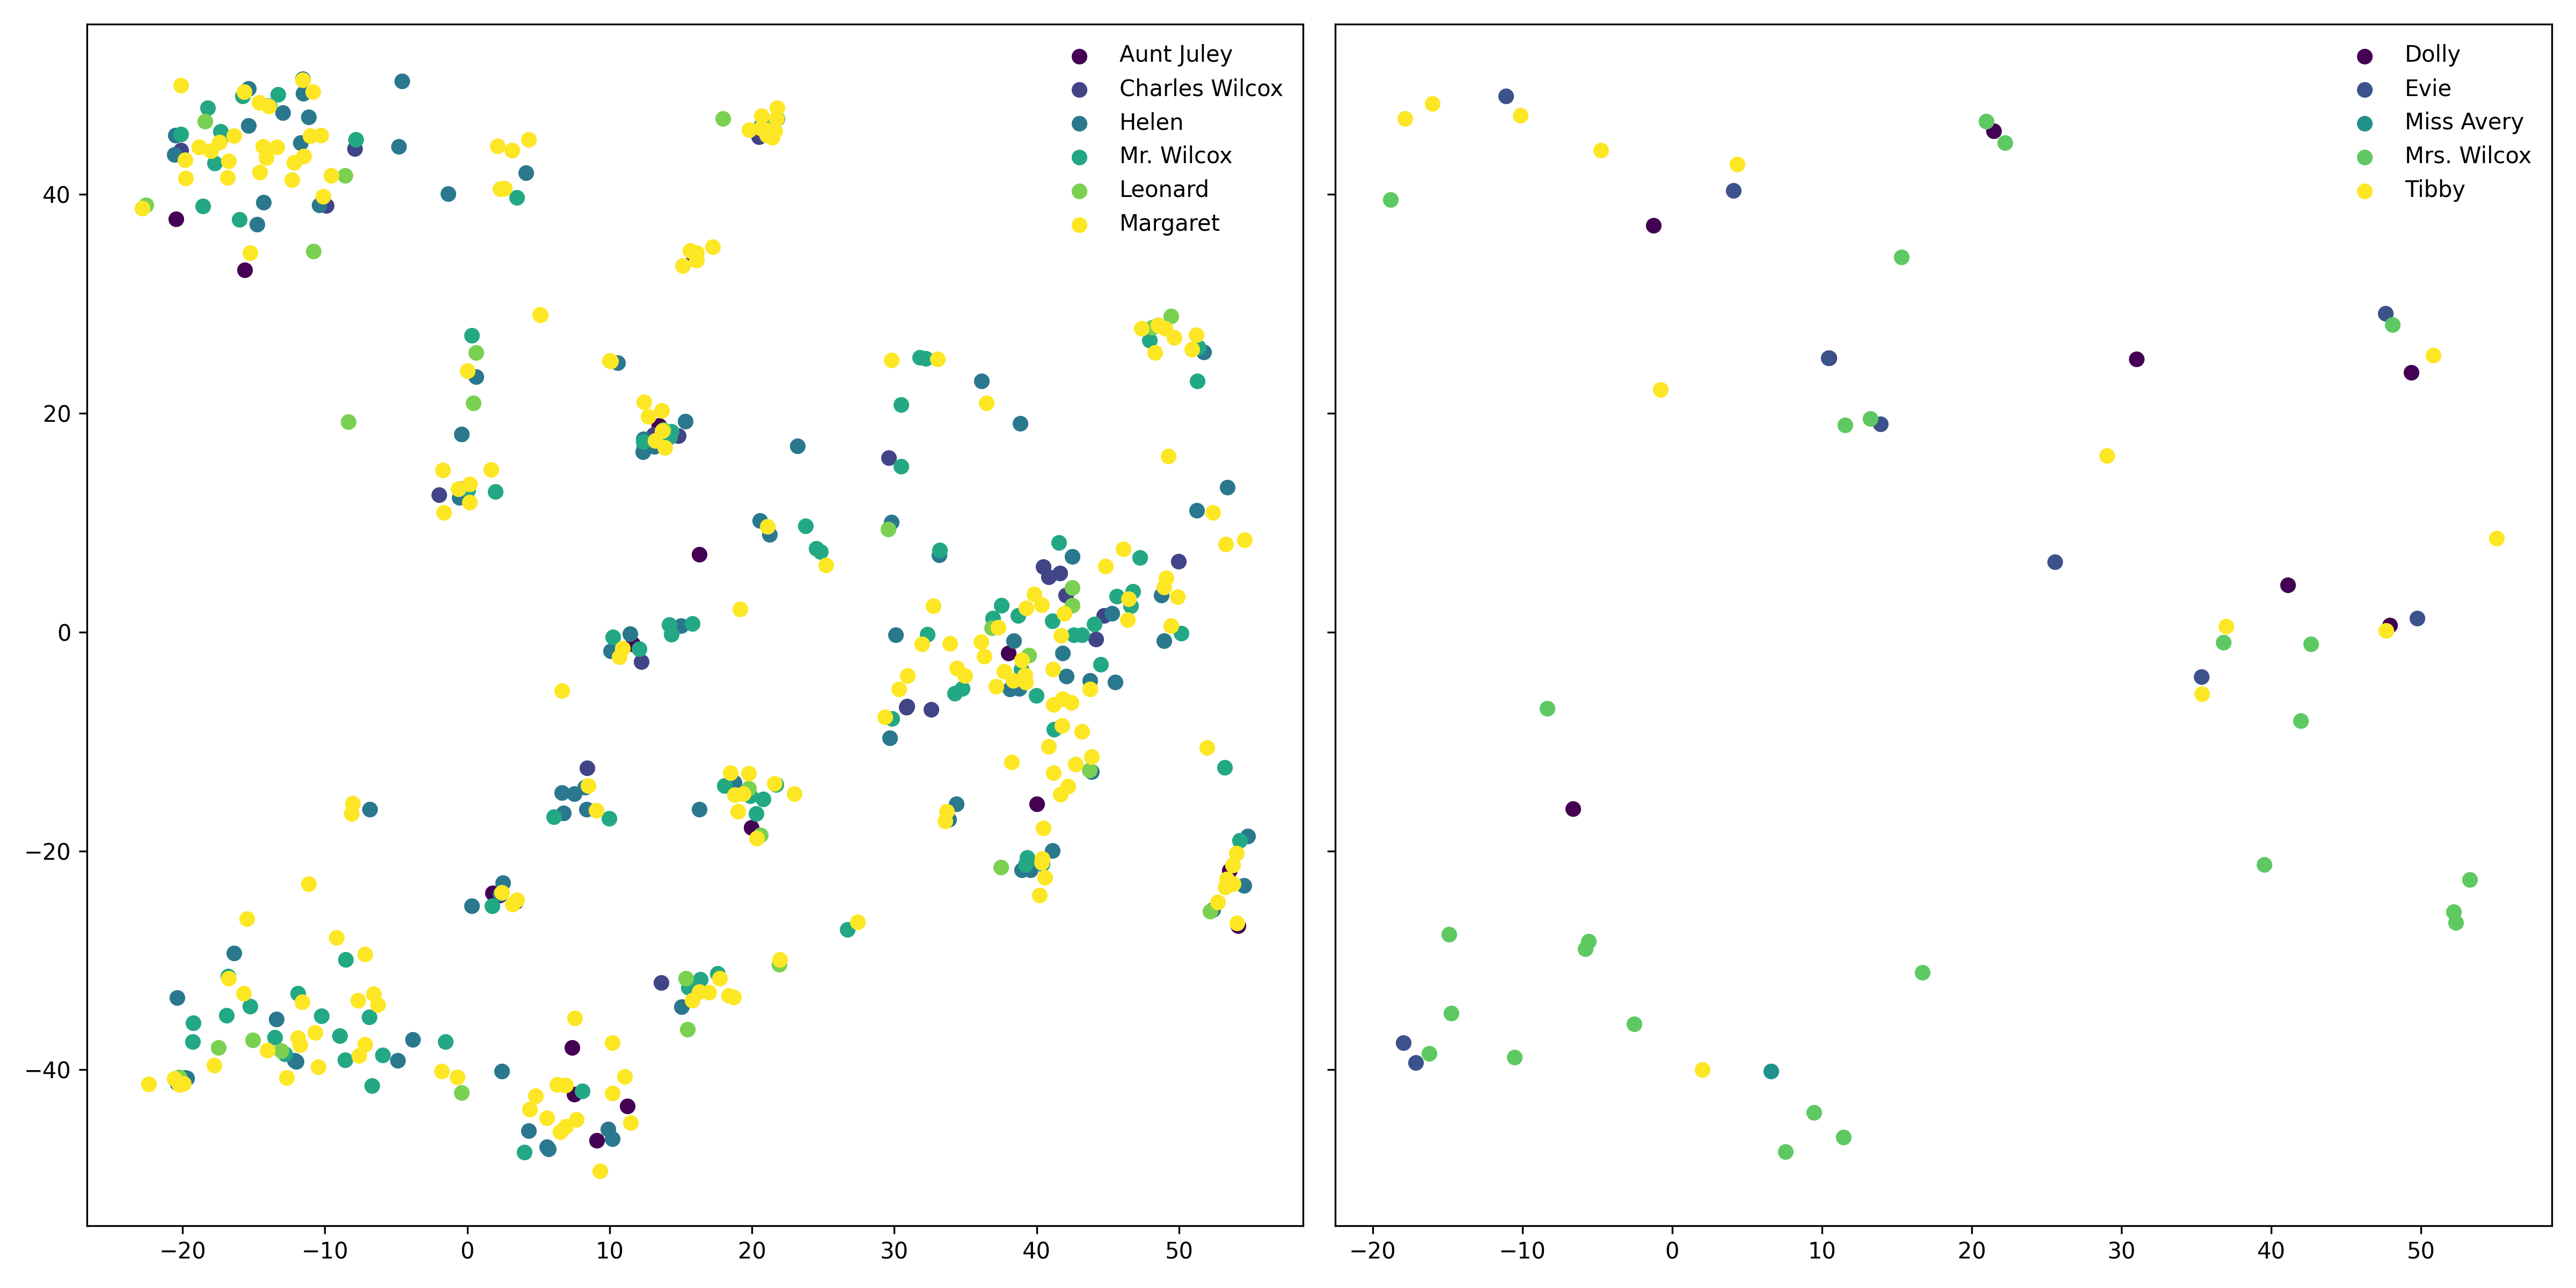 Aunt Juley
Charles Wilcox
Helen
Mr. Wilcox
Leonard
Margaret
40
20
0
−20
−40
−20 −10 0 10 20 30 40 50
Dolly
Evie
Miss Avery
Mrs. Wilcox
Tibby
−20 −10 0 10 20 30 40 50